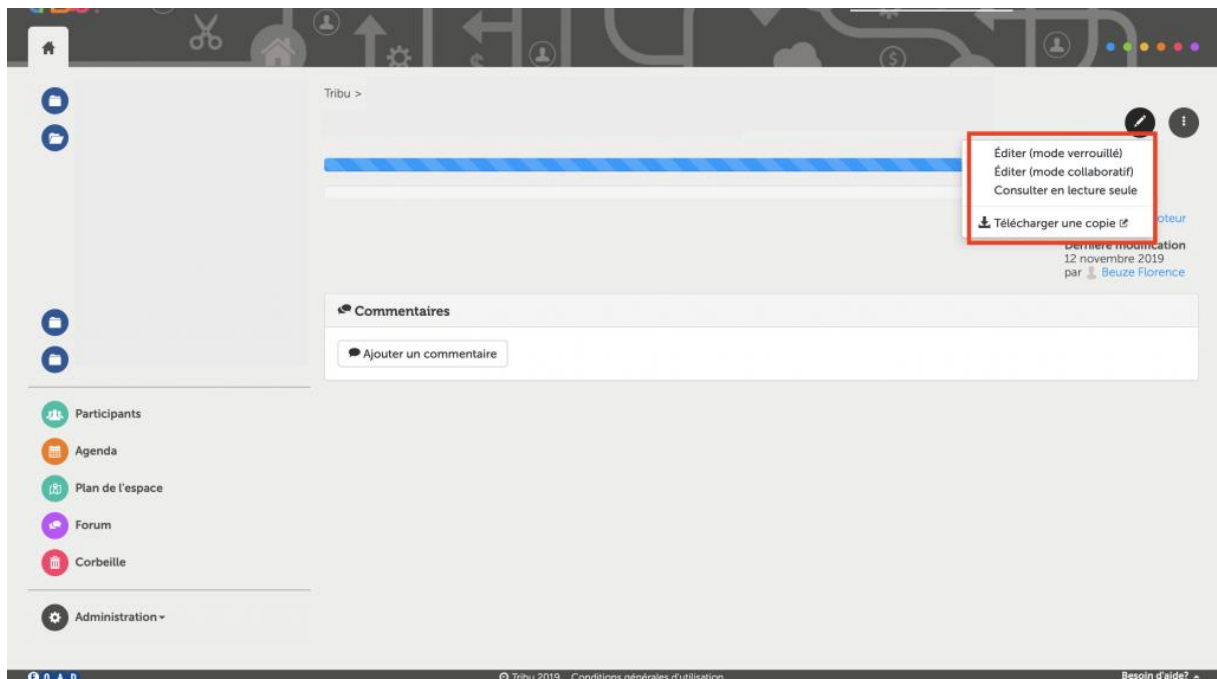 Tribu >
Éditer (mode verrouillé)
Éditer (mode collaboratif)
Consulter en lecture seule
Télécharger une copie
oteur
Dernière modification
12 novembre 2019
par Beuze Florence
Commentaires
Ajouter un commentaire
Participants
Agenda
Plan de l'espace
Forum
Corbeille
Administration
F O A D
Tribu 2019 Conditions générales d'utilisation
Besoin d'aide?